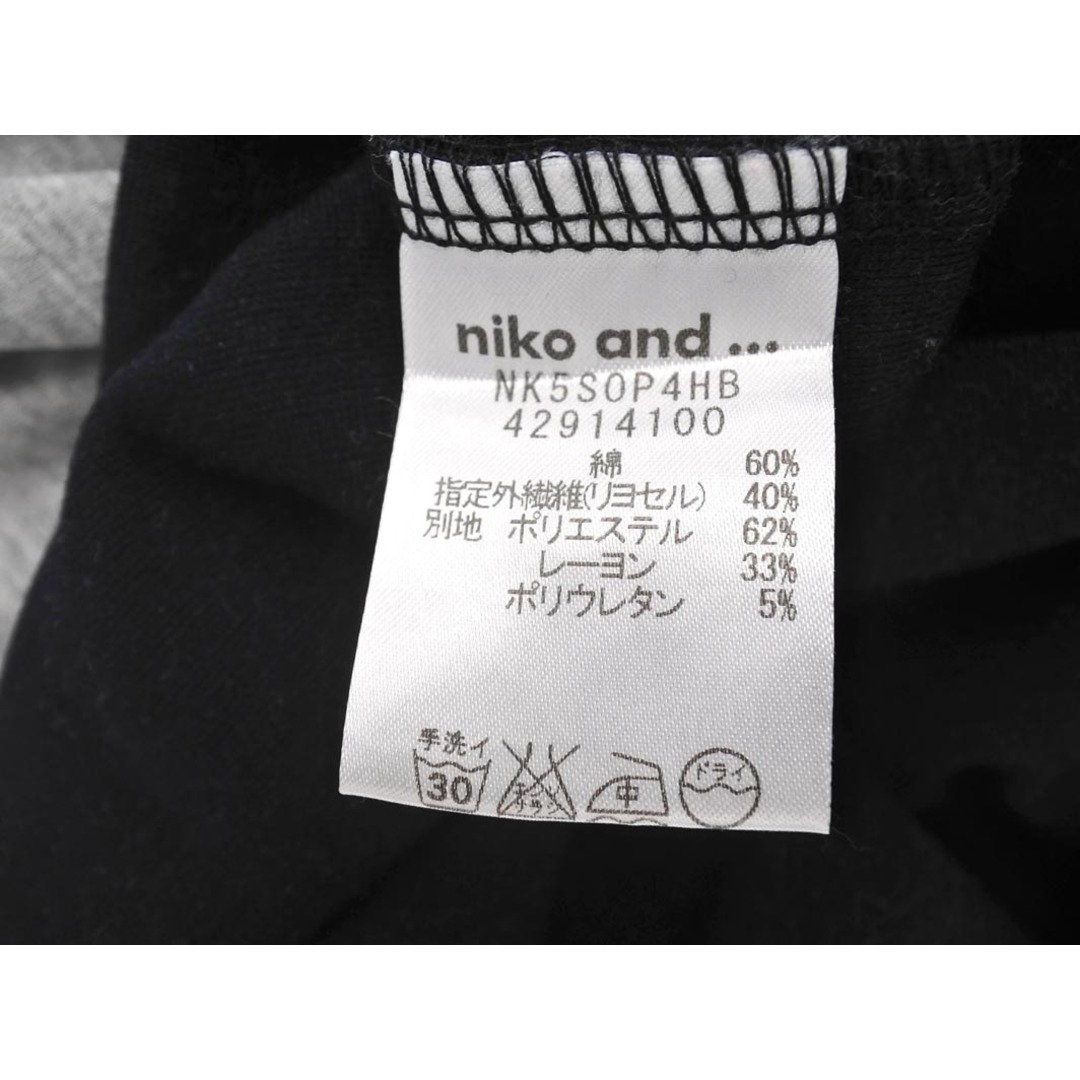 niko and ...
NK5S0P4HB
42914100
綿 60%
指定外繊維(リヨセル) 40%
別地 ポリエステル 62%
レーヨン 33%
ポリウレタン 5%
手洗イ
30 中 ドライ